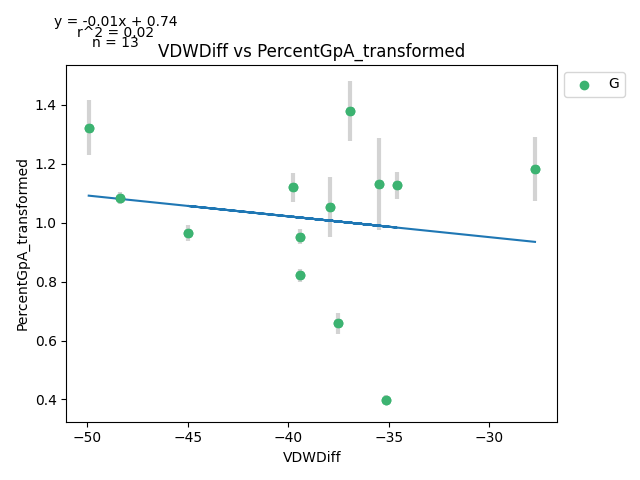 y = -0.01x + 0.74
r^2 = 0.02
n = 13
VDWDiff vs PercentGpA_transformed
G
PercentGpA_transformed
1.4
1.2
1.0
0.8
0.6
0.4
−50
−45
−40
−35
−30
VDWDiff